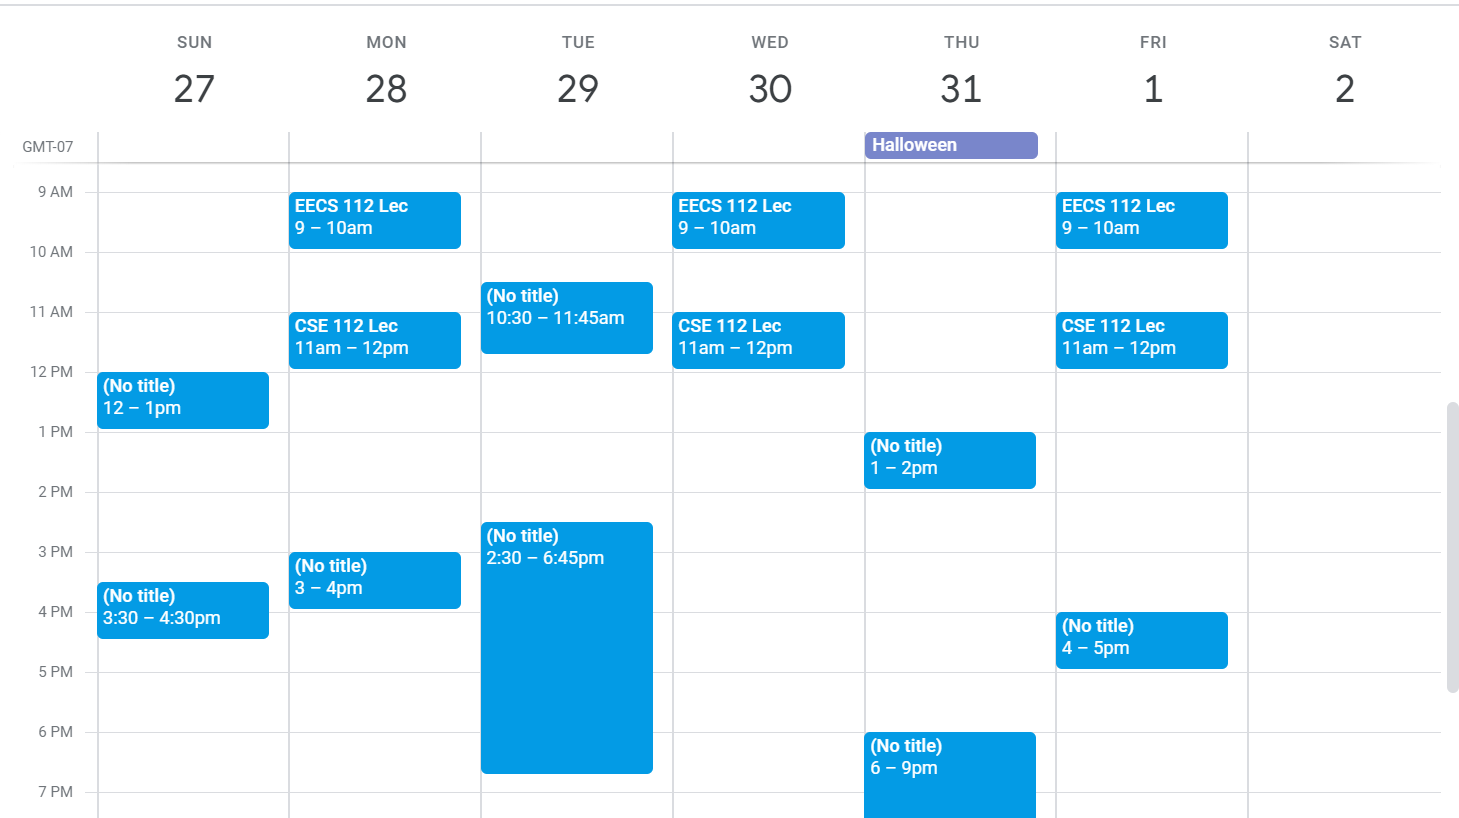 SUN MON TUE WED THU FRI SAT
27 28 29 30 31 1 2
GMT-07
Halloween
9 AM
EECS 112 Lec
9 – 10am
EECS 112 Lec
9 – 10am
EECS 112 Lec
9 – 10am
10 AM
(No title)
10:30 – 11:45am
11 AM
CSE 112 Lec
11am – 12pm
CSE 112 Lec
11am – 12pm
CSE 112 Lec
11am – 12pm
12 PM
(No title)
12 – 1pm
1 PM
(No title)
1 – 2pm
2 PM
(No title)
2:30 – 6:45pm
3 PM
(No title)
3 – 4pm
(No title)
3:30 – 4:30pm
4 PM
(No title)
4 – 5pm
5 PM
6 PM
(No title)
6 – 9pm
7 PM